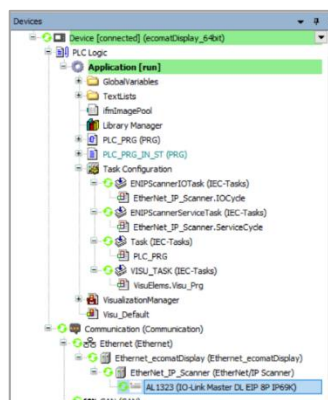 Devices
Device [connected] (ecomatDisplay_64bit)
PLC Logic
Application [run]
GlobalVariables
TextLists
ifmImagePool
Library Manager
PLC_PRG (PRG)
PLC_PRG_IN_ST (PRG)
Task Configuration
ENIPScannerIOTask (IEC-Tasks)
EtherNet_IP_Scanner.IOCycle
ENIPScannerServiceTask (IEC-Tasks)
EtherNet_IP_Scanner.ServiceCycle
Task (IEC-Tasks)
PLC_PRG
VISU_TASK (IEC-Tasks)
VisuElems.Visu_Prg
VisualizationManager
Visu_Default
Communication (Communication)
Ethernet (Ethernet)
Ethernet_ecomatDisplay (Ethernet_ecomatDisplay)
EtherNet_IP_Scanner (EtherNet/IP Scanner)
AL1323 (IO-Link Master DL EIP 8P IP69K)